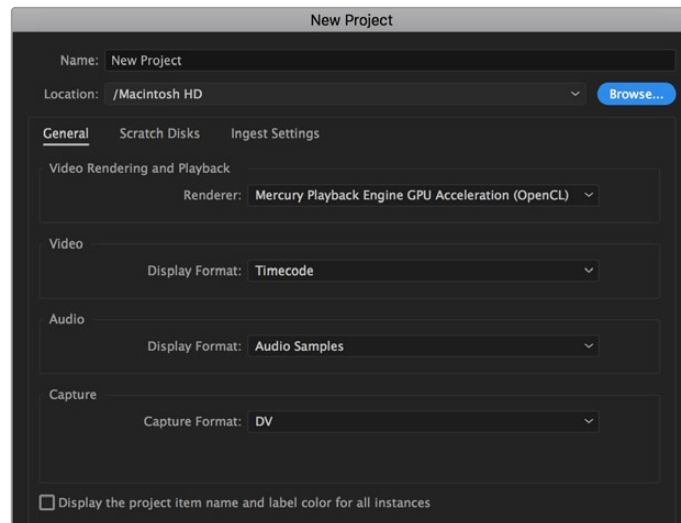 New Project
Name: New Project
Location: /Macintosh HD Browse...
General Scratch Disks Ingest Settings
Video Rendering and Playback
Renderer: Mercury Playback Engine GPU Acceleration (OpenCL)
Video
Display Format: Timecode
Audio
Display Format: Audio Samples
Capture
Capture Format: DV
Display the project item name and label color for all instances